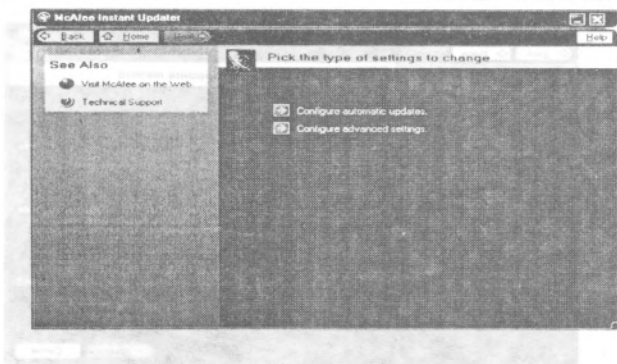 McAfee Instant Updater
Back Home Next Help
See Also
Visit McAfee on the Web.
Technical Support
Pick the type of settings to change
Configure automatic updates.
Configure advanced settings.